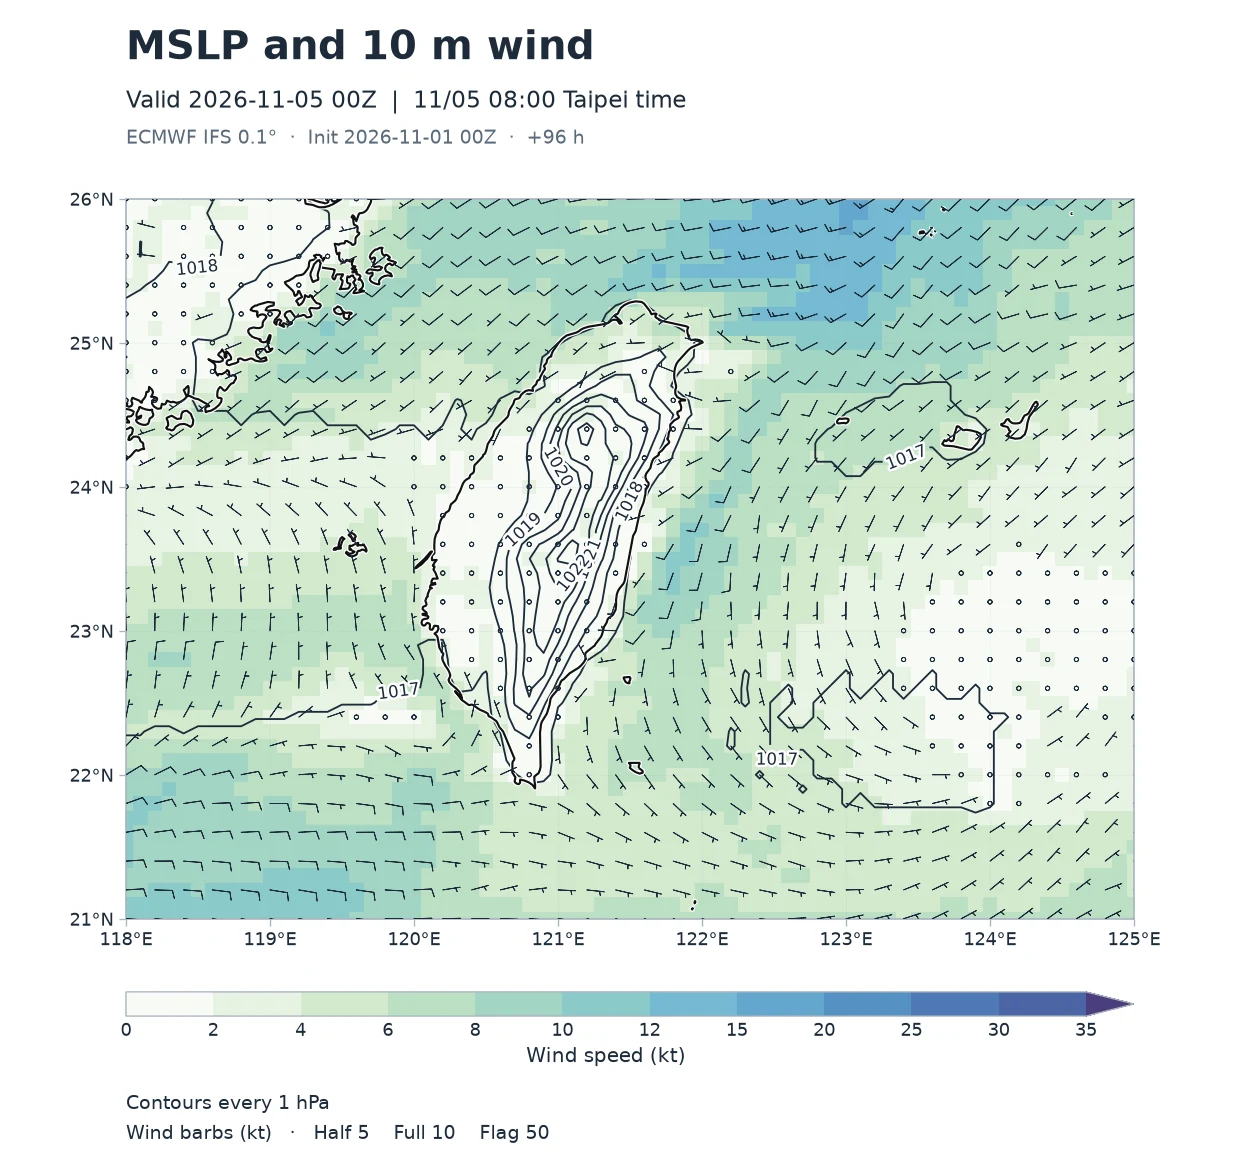 MSLP and 10 m wind
Valid 2026-11-05 00Z | 11/05 08:00 Taipei time
ECMWF IFS 0.1° · Init 2026-11-01 00Z · +96 h
26°N
1018
25°N
1017
1020
24°N
1018
1019
1021
1022
23°N
1017
1017
22°N
21°N
118°E 119°E 120°E 121°E 122°E 123°E 124°E 125°E
0 2 4 6 8 10 12 15 20 25 30 35
Wind speed (kt)
Contours every 1 hPa
Wind barbs (kt) · Half 5 Full 10 Flag 50